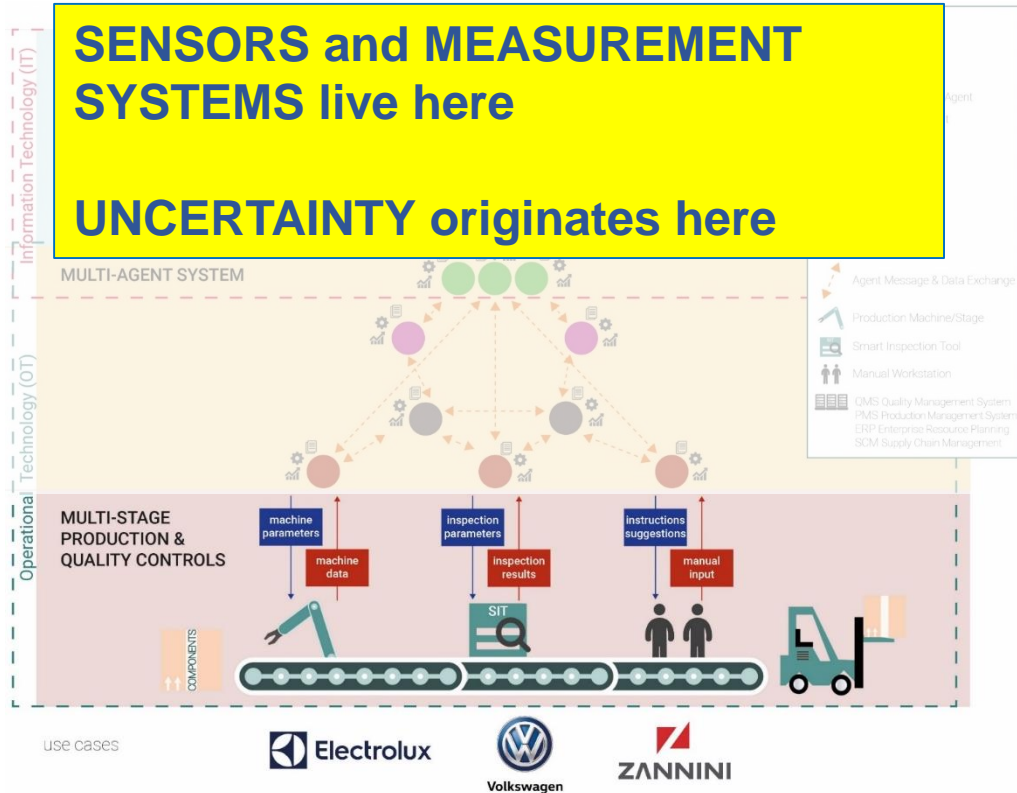 SENSORS and MEASUREMENT
SYSTEMS live here
UNCERTAINTY originates here
Information Technology (IT)
Agent
MULTI-AGENT SYSTEM
Agent Message & Data Exchange
Production Machine/Stage
Smart Inspection Tool
Manual Workstation
QMS Quality Management System
PMS Production Management System
ERP Enterprise Resource Planning
SCM Supply Chain Management
Operational Technology (OT)
MULTI-STAGE
PRODUCTION &
QUALITY CONTROLS
machine
parameters
machine
data
inspection
parameters
inspection
results
instructions
suggestions
manual
input
COMPONENTS
SIT
use cases
Electrolux
Volkswagen
ZANNINI